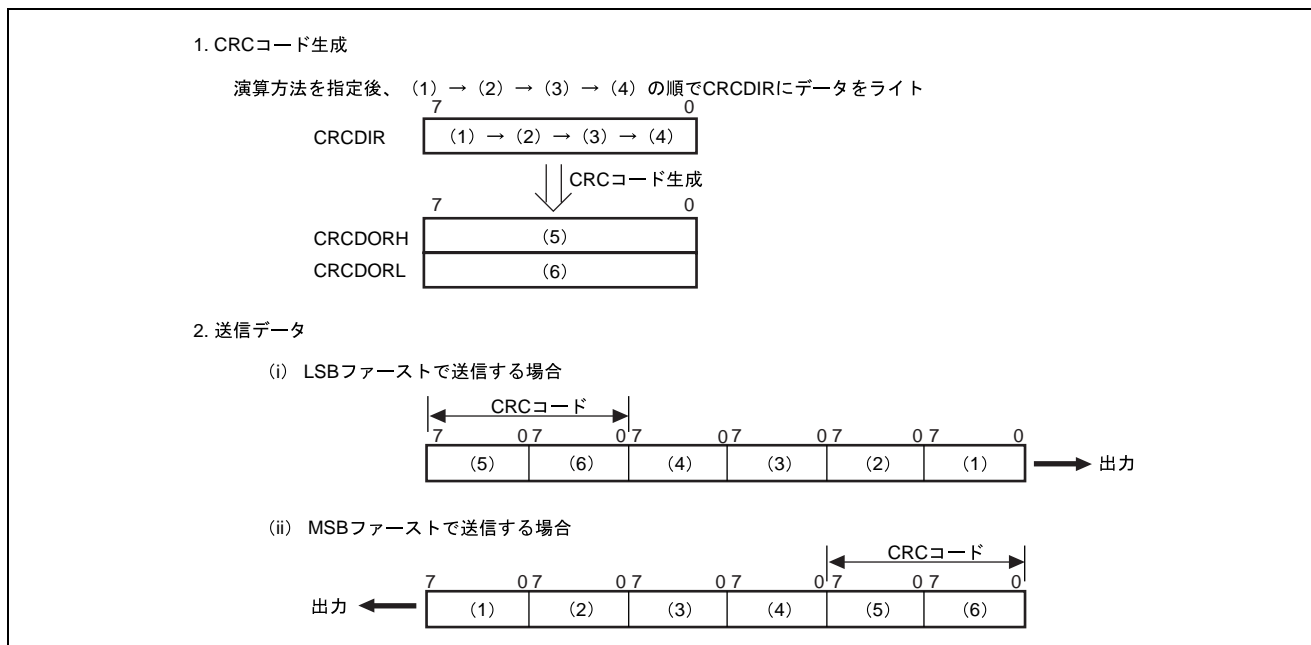 1. CRCコード生成
演算方法を指定後、（1）→（2）→（3）→（4）の順でCRCDIRにデータをライト
7 0
CRCDIR （1）→（2）→（3）→（4）
CRCコード生成
7 0
CRCDORH （5）
CRCDORL （6）
2. 送信データ
（i） LSBファーストで送信する場合
CRCコード
7 0 7 0 7 0 7 0 7 0 7 0
（5） （6） （4） （3） （2） （1） 出力
（ii） MSBファーストで送信する場合
CRCコード
7 0 7 0 7 0 7 0 7 0 7 0
出力 （1） （2） （3） （4） （5） （6）